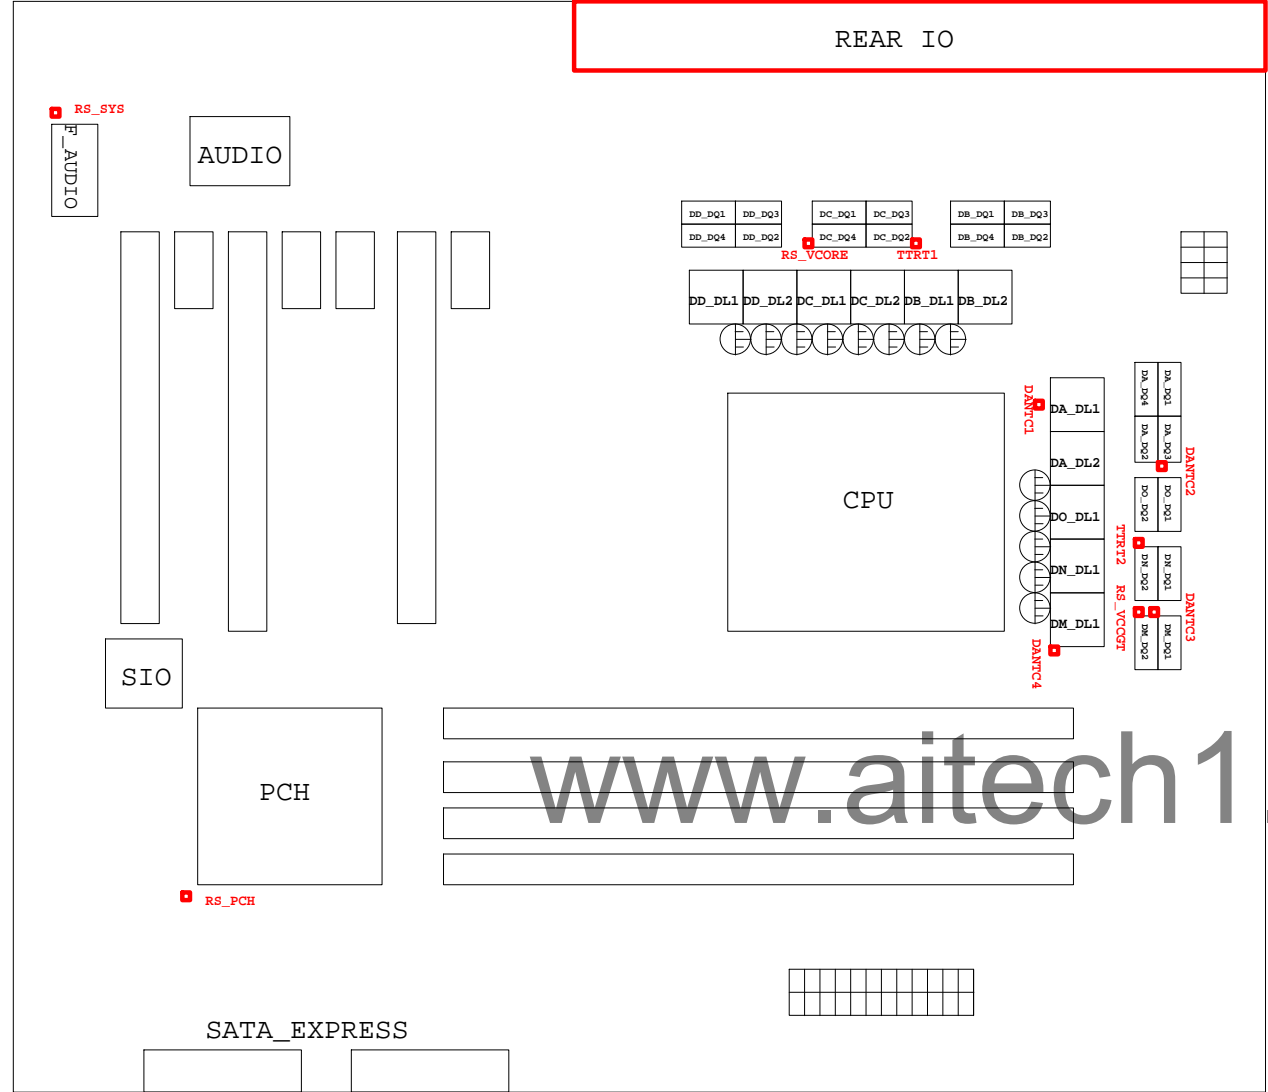 REAR IO
RS_SYS
F_AUDIO
AUDIO
DD_DQ1 DD_DQ3 DC_DQ1 DC_DQ3 DB_DQ1 DB_DQ3
DD_DQ4 DD_DQ2 DC_DQ4 DC_DQ2 DB_DQ4 DB_DQ2
RS_VCORE TTRT1
DD_DL1 DD_DL2 DC_DL1 DC_DL2 DB_DL1 DB_DL2
DANTC1
DA_DL1
DA_DQ4 DA_DQ1
DA_DL2
DA_DQ2 DA_DQ3
DANTC2
CPU
DO_DL1
DO_DQ2 DO_DQ1
TTRT2
DN_DL1
DN_DQ2 DN_DQ1
RS_VCCGT
DANTC3
DM_DL1
DM_DQ2 DM_DQ1
DANTC4
SIO
PCH
www.aitech1.
RS_PCH
SATA_EXPRESS